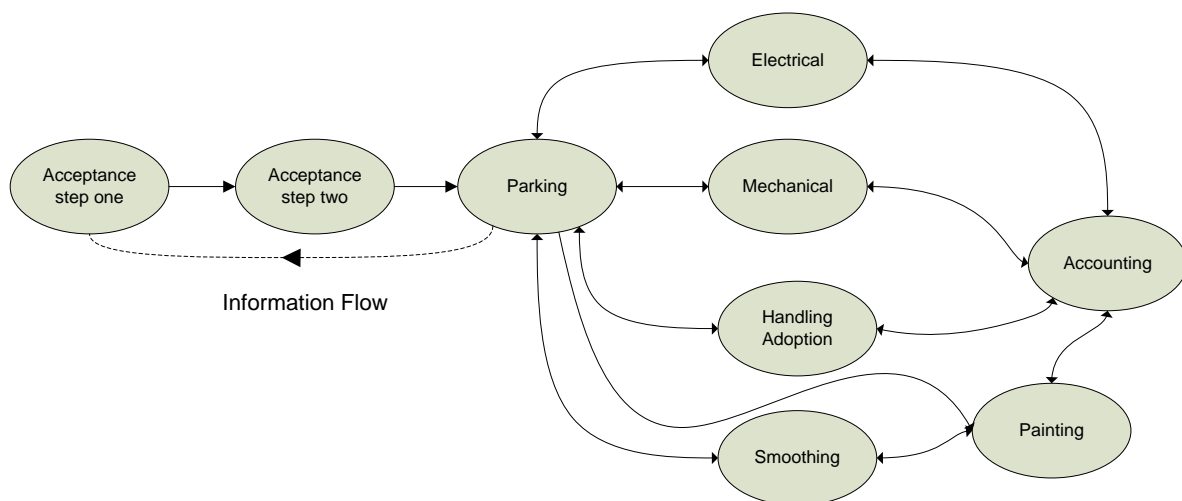 Electrical
Acceptance
step one
Acceptance
step two
Parking
Mechanical
Accounting
Information Flow
Handling
Adoption
Painting
Smoothing